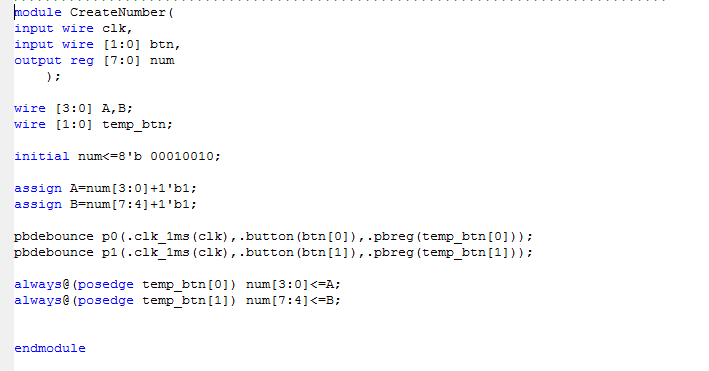 module CreateNumber(
input wire clk,
input wire [1:0] btn,
output reg [7:0] num
);
wire [3:0] A,B;
wire [1:0] temp_btn;
initial num<=8'b 00010010;
assign A=num[3:0]+1'b1;
assign B=num[7:4]+1'b1;
pbdebounce p0(.clk_1ms(clk),.button(btn[0]),.pbreg(temp_btn[0]));
pbdebounce p1(.clk_1ms(clk),.button(btn[1]),.pbreg(temp_btn[1]));
always@(posedge temp_btn[0]) num[3:0]<=A;
always@(posedge temp_btn[1]) num[7:4]<=B;
endmodule